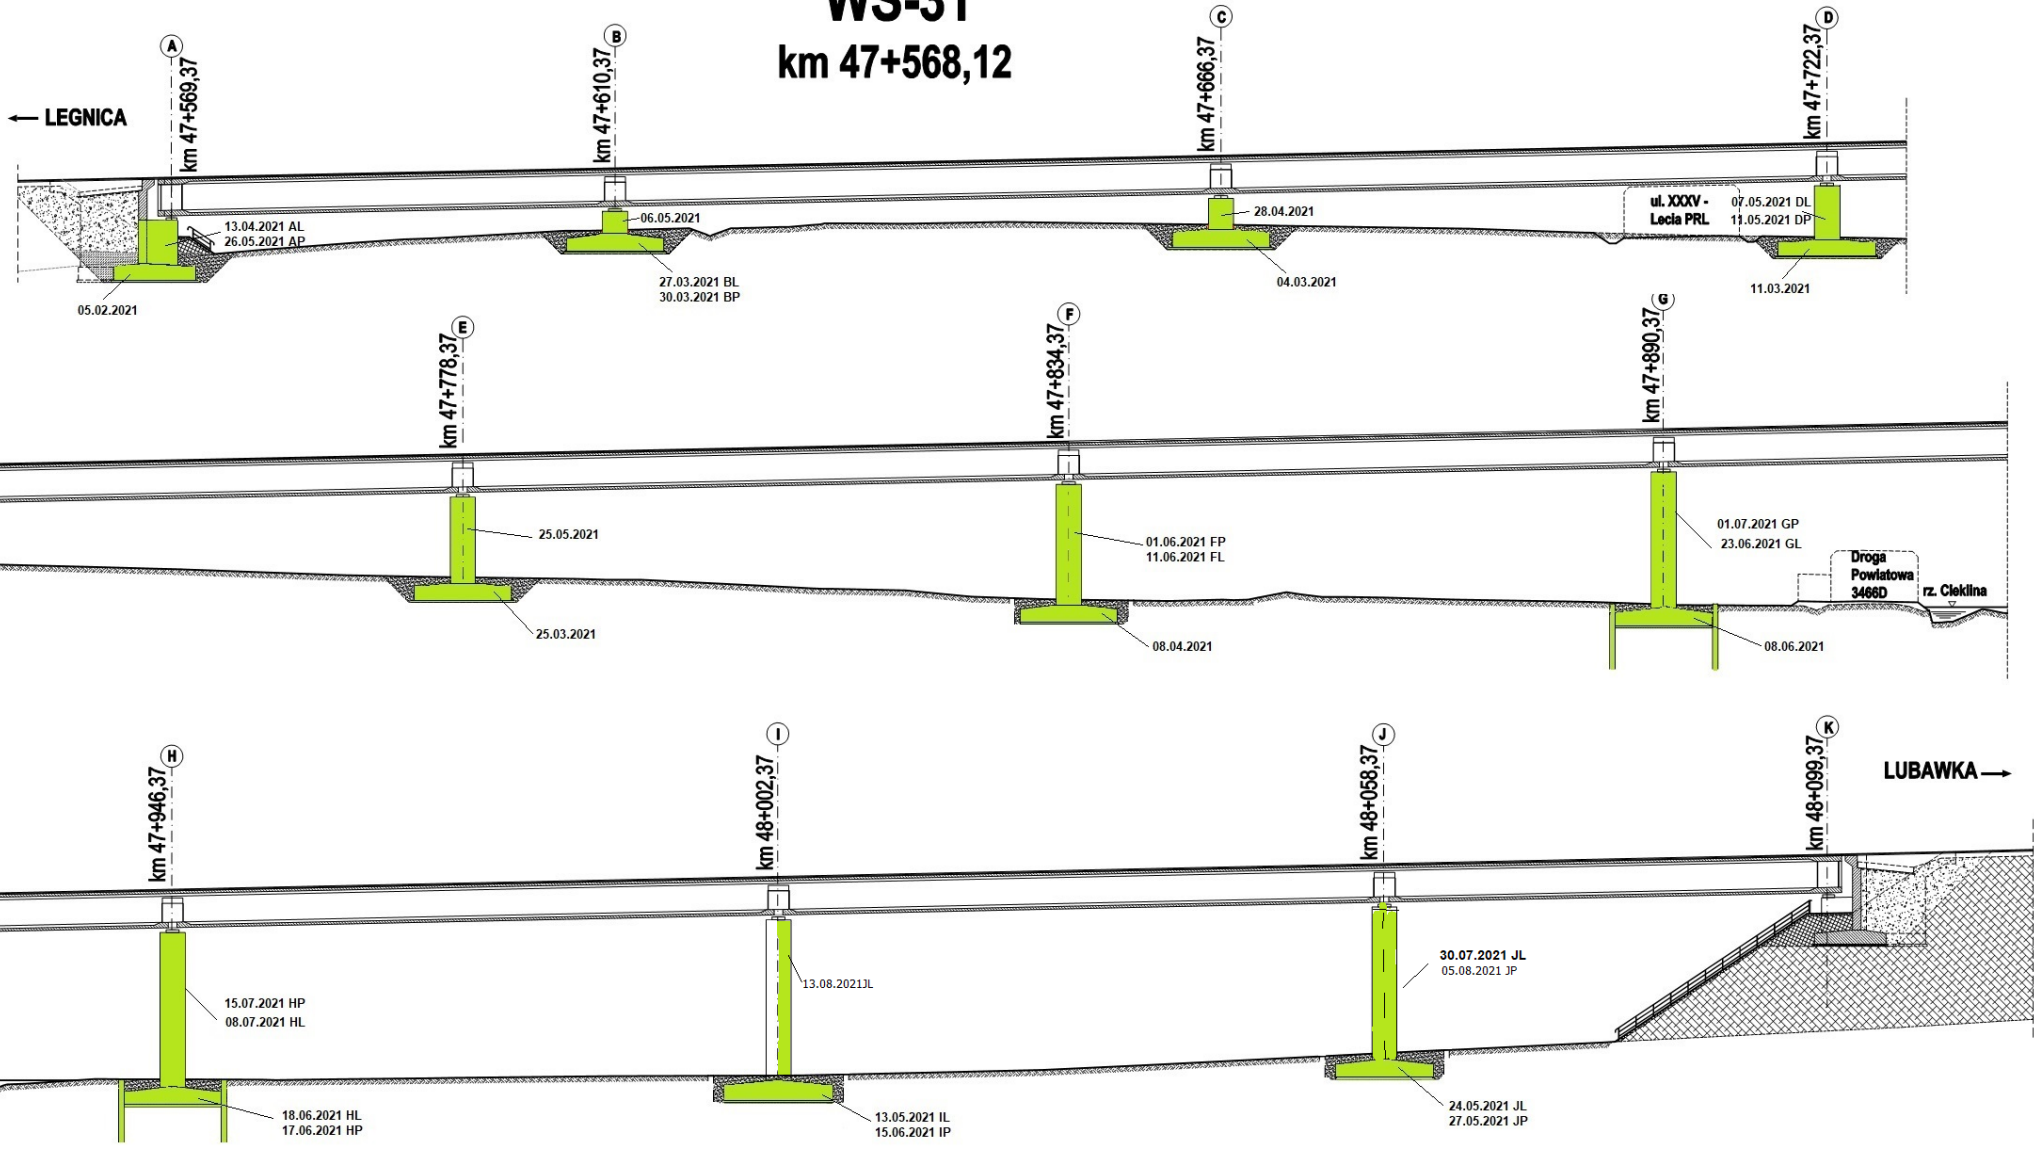 WS-31
km 47+568,12
← LEGNICA
A
km 47+569,37
B
km 47+610,37
C
km 47+666,37
D
km 47+722,37
13.04.2021 AL
26.05.2021 AP
05.02.2021
06.05.2021
27.03.2021 BL
30.03.2021 BP
28.04.2021
04.03.2021
ul. XXXV -
Lecia PRL
07.05.2021 DL
11.05.2021 DP
11.03.2021
E
km 47+778,37
F
km 47+834,37
G
km 47+890,37
25.05.2021
25.03.2021
01.06.2021 FP
11.06.2021 FL
08.04.2021
01.07.2021 GP
23.06.2021 GL
Droga
Powiatowa
3466D
rz. Cieklina
08.06.2021
H
km 47+946,37
I
km 48+002,37
J
km 48+058,37
K
km 48+099,37
LUBAWKA →
15.07.2021 HP
08.07.2021 HL
18.06.2021 HL
17.06.2021 HP
13.08.2021JL
13.05.2021 IL
15.06.2021 IP
30.07.2021 JL
05.08.2021 JP
24.05.2021 JL
27.05.2021 JP